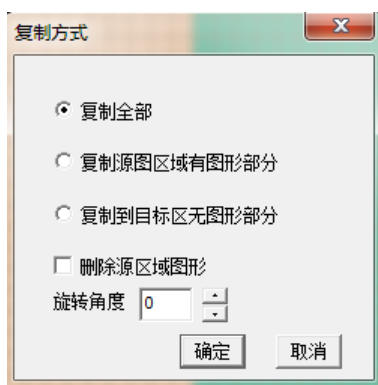 复制方式
复制全部
复制源图区域有图形部分
复制到目标区无图形部分
删除源区域图形
旋转角度 0
确定 取消